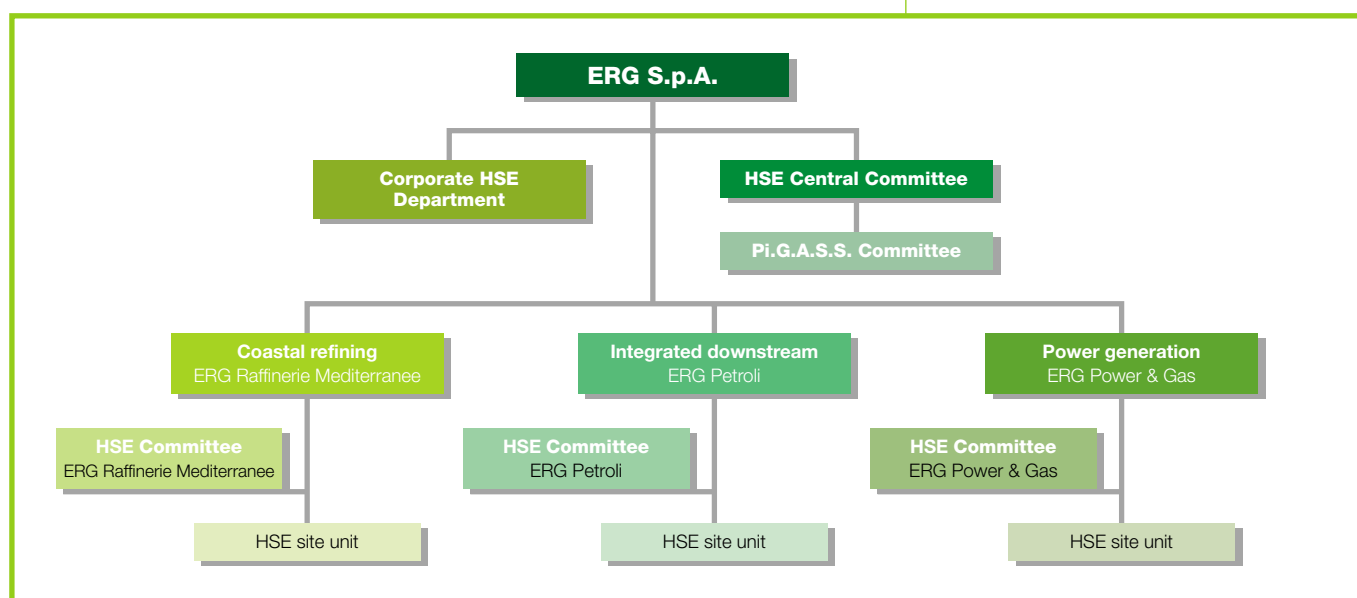 ERG S.p.A.
Corporate HSE
Department
HSE Central Committee
Pi.G.A.S.S. Committee
Coastal refining
ERG Raffinerie Mediterranee
Integrated downstream
ERG Petroli
Power generation
ERG Power & Gas
HSE Committee
ERG Raffinerie Mediterranee
HSE Committee
ERG Petroli
HSE Committee
ERG Power & Gas
HSE site unit
HSE site unit
HSE site unit